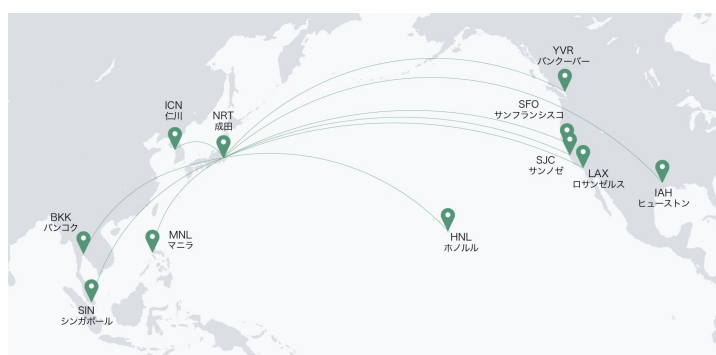 YVR
バンクーバー
ICN
仁川
NRT
成田
SFO
サンフランシスコ
SJC
サンノゼ
LAX
ロサンゼルス
IAH
ヒューストン
BKK
バンコク
MNL
マニラ
HNL
ホノルル
SIN
シンガポール